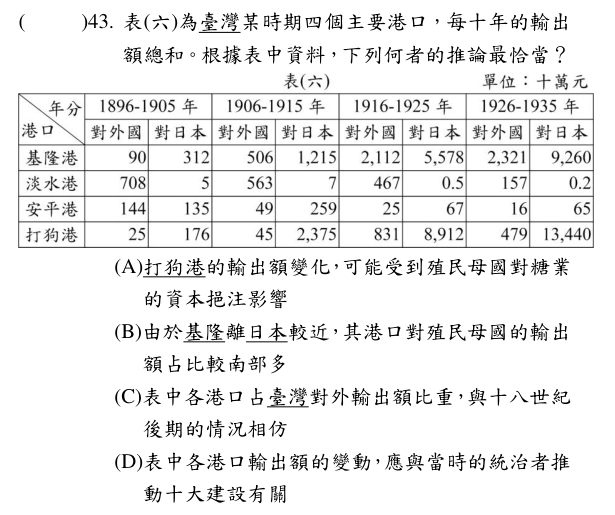 (　　)43. 表(六)為臺灣某時期四個主要港口，每十年的輸出
額總和。根據表中資料，下列何者的推論最恰當？
表(六)　單位：十萬元
年分 港口 1896-1905 年 1906-1915 年 1916-1925 年 1926-1935 年
對外國 對日本 對外國 對日本 對外國 對日本 對外國 對日本
基隆港 90 312 506 1,215 2,112 5,578 2,321 9,260
淡水港 708 5 563 7 467 0.5 157 0.2
安平港 144 135 49 259 25 67 16 65
打狗港 25 176 45 2,375 831 8,912 479 13,440
(A)打狗港的輸出額變化，可能受到殖民母國對糖業
的資本挹注影響
(B)由於基隆離日本較近，其港口對殖民母國的輸出
額占比較南部多
(C)表中各港口占臺灣對外輸出額比重，與十八世紀
後期的情況相仿
(D)表中各港口輸出額的變動，應與當時的統治者推
動十大建設有關